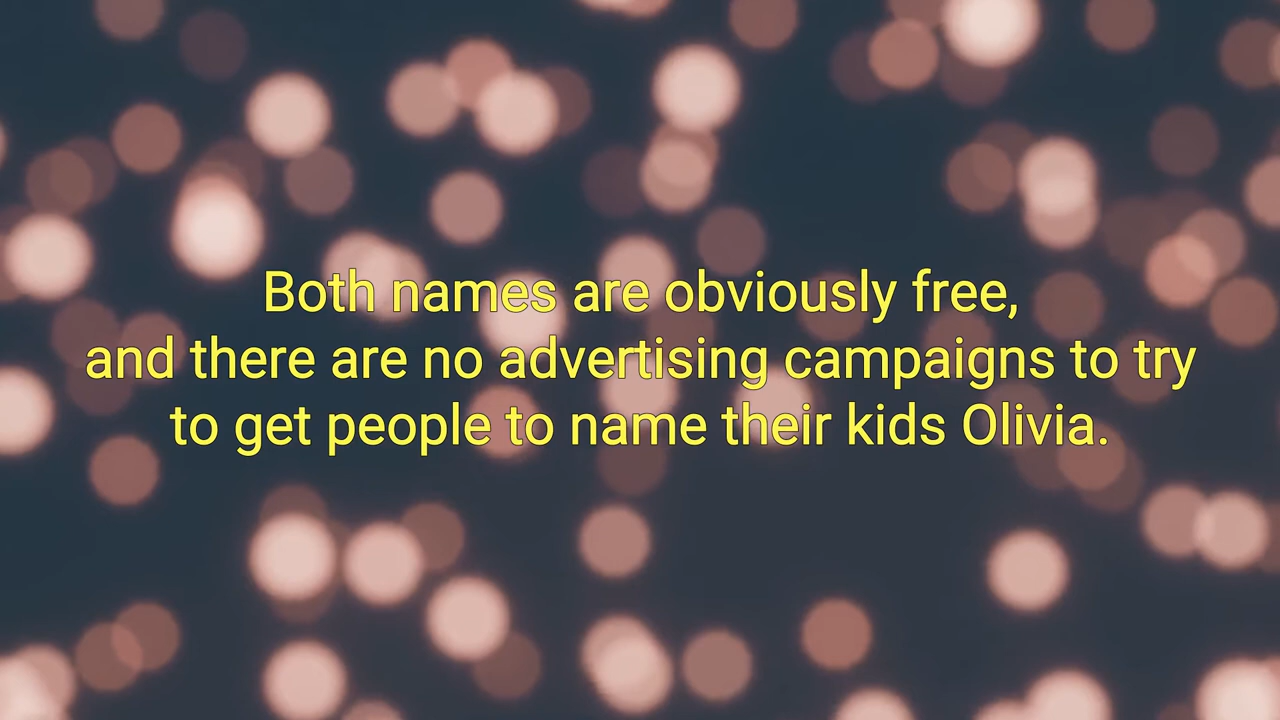 Both names are obviously free,
and there are no advertising campaigns to try
to get people to name their kids Olivia.